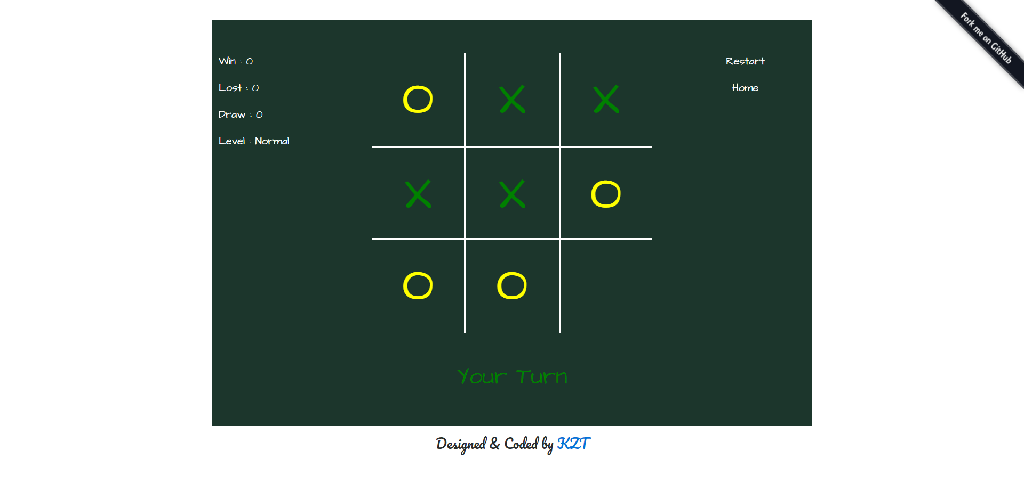 Fork me on GitHub
Win : 0
Lost : 0
Draw : 0
Level : Normal
Restart
Home
O X X
X X O
O O
Your Turn
Designed & Coded by KZT